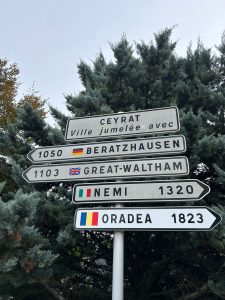 CEYRAT
Ville jumelée avec
1050 BERATZHAUSEN
1103 GREAT-WALTHAM
NEMI 1320
ORADEA 1823